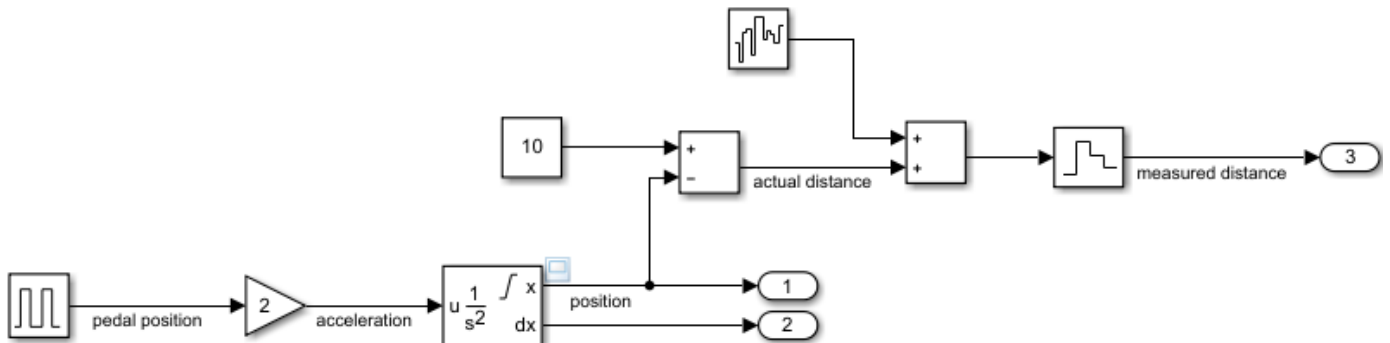 10
+
−
actual distance
+
+
measured distance
3
pedal position
2
acceleration
u 1/s²
x
dx
position
1
2